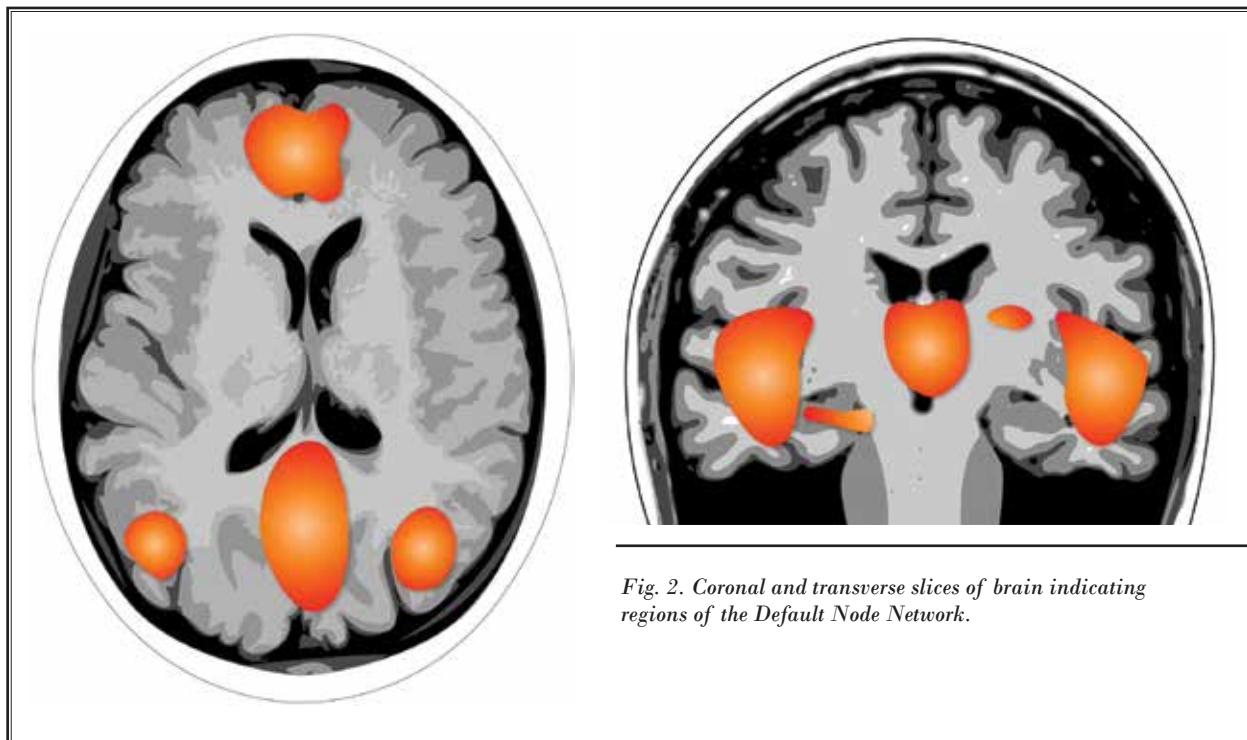 Fig. 2. Coronal and transverse slices of brain indicating
regions of the Default Node Network.